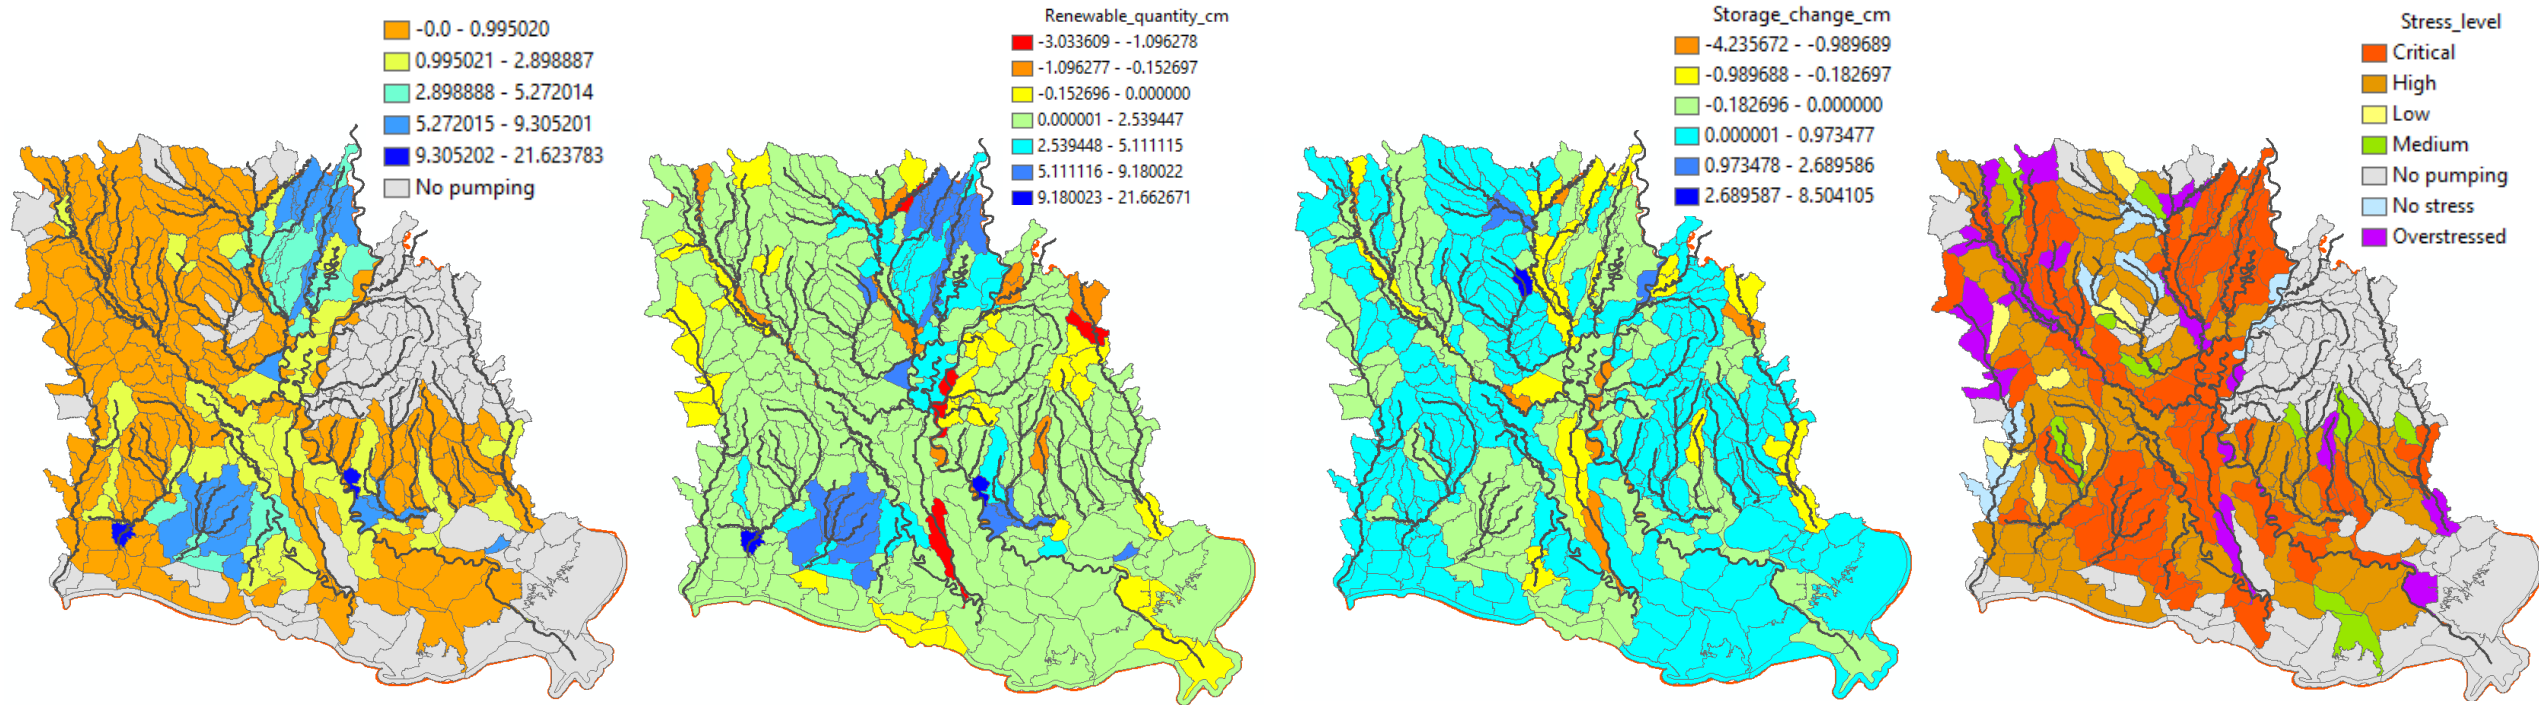 -0.0 - 0.995020
0.995021 - 2.898887
2.898888 - 5.272014
5.272015 - 9.305201
9.305202 - 21.623783
No pumping
Renewable_quantity_cm
-3.033609 - -1.096278
-1.096277 - -0.152697
-0.152696 - 0.000000
0.000001 - 2.539447
2.539448 - 5.111115
5.111116 - 9.180022
9.180023 - 21.662671
Storage_change_cm
-4.235672 - -0.989689
-0.989688 - -0.182697
-0.182696 - 0.000000
0.000001 - 0.973477
0.973478 - 2.689586
2.689587 - 8.504105
Stress_level
Critical
High
Low
Medium
No pumping
No stress
Overstressed